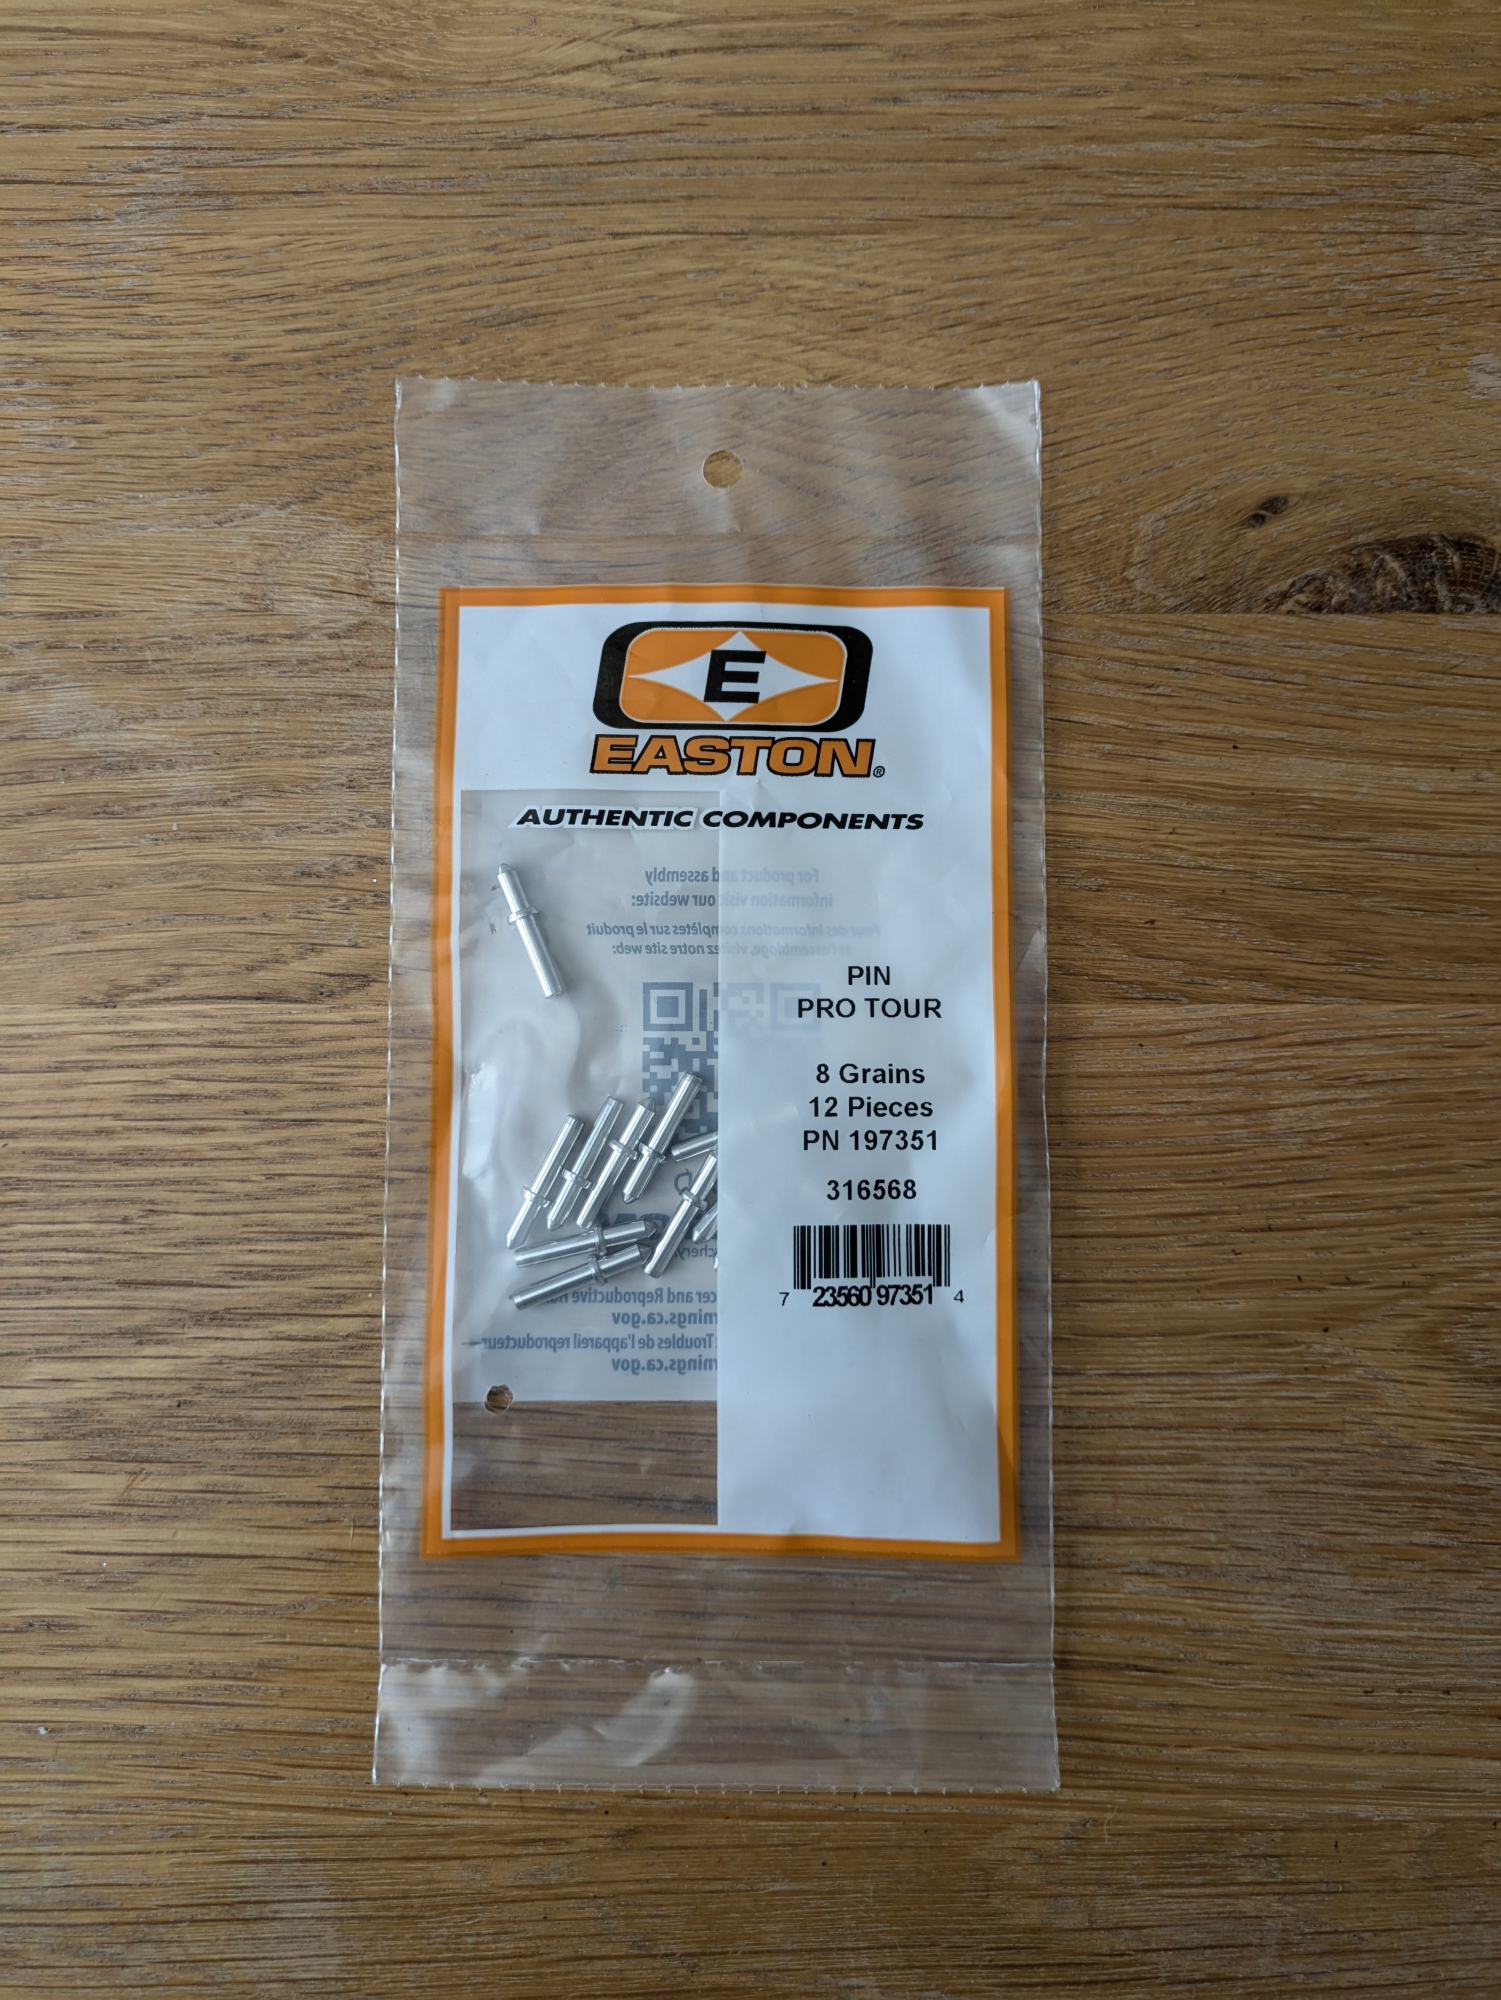 E
EASTON®
AUTHENTIC COMPONENTS
For product and assembly
information visit our website:
Pour des informations complètes sur le produit
et l'assemblage, visitez notre site web:
PIN
PRO TOUR
8 Grains
12 Pieces
PN 197351
316568
7 23560 97351 4
cer and Reproductive
rnings.ca.gov
Troubles de l'appareil reproducteur
rnings.ca.gov